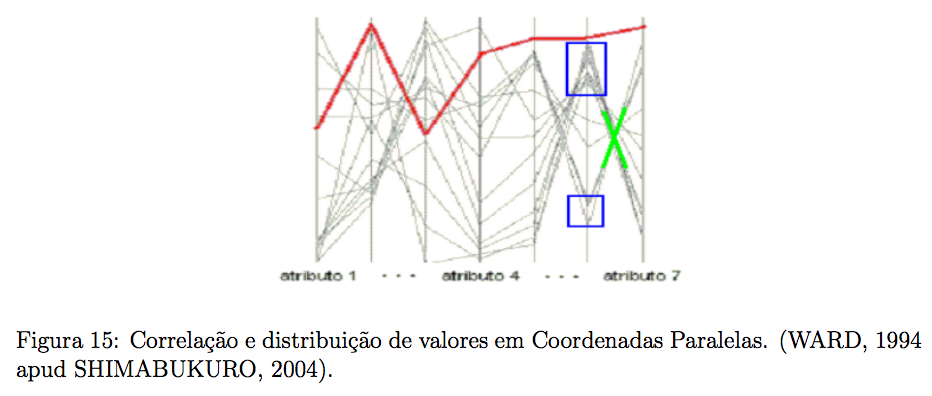 atributo 1 · · · atributo 4 · · · atributo 7
Figura 15: Correlação e distribuição de valores em Coordenadas Paralelas. (WARD, 1994
apud SHIMABUKURO, 2004).